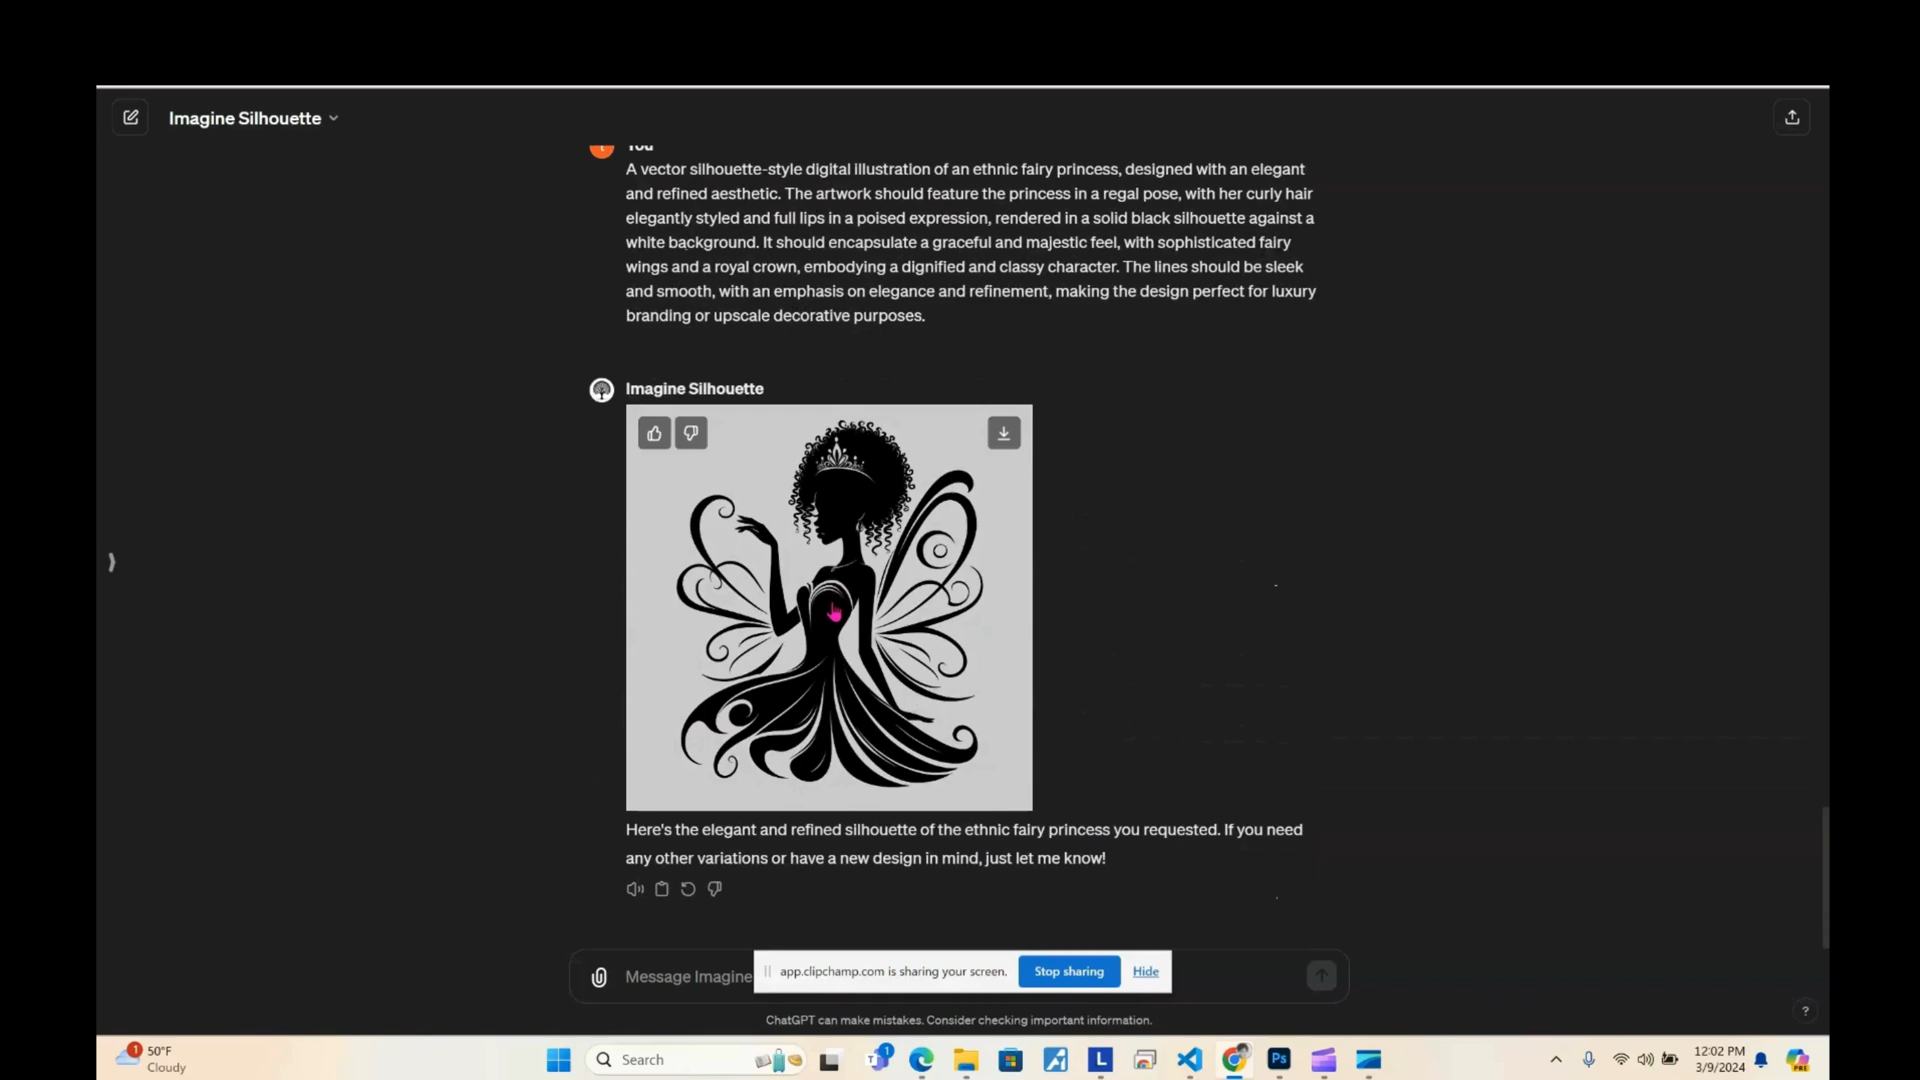 Imagine Silhouette
You
A vector silhouette-style digital illustration of an ethnic fairy princess, designed with an elegant
and refined aesthetic. The artwork should feature the princess in a regal pose, with her curly hair
elegantly styled and full lips in a poised expression, rendered in a solid black silhouette against a
white background. It should encapsulate a graceful and majestic feel, with sophisticated fairy
wings and a royal crown, embodying a dignified and classy character. The lines should be sleek
and smooth, with an emphasis on elegance and refinement, making the design perfect for luxury
branding or upscale decorative purposes.
Imagine Silhouette
Here's the elegant and refined silhouette of the ethnic fairy princess you requested. If you need
any other variations or have a new design in mind, just let me know!
Message Imagine
app.clipchamp.com is sharing your screen. Stop sharing Hide
ChatGPT can make mistakes. Consider checking important information.
?
1 50°F
Cloudy
Search
1
L
Ps
12:02 PM
3/9/2024
PRE